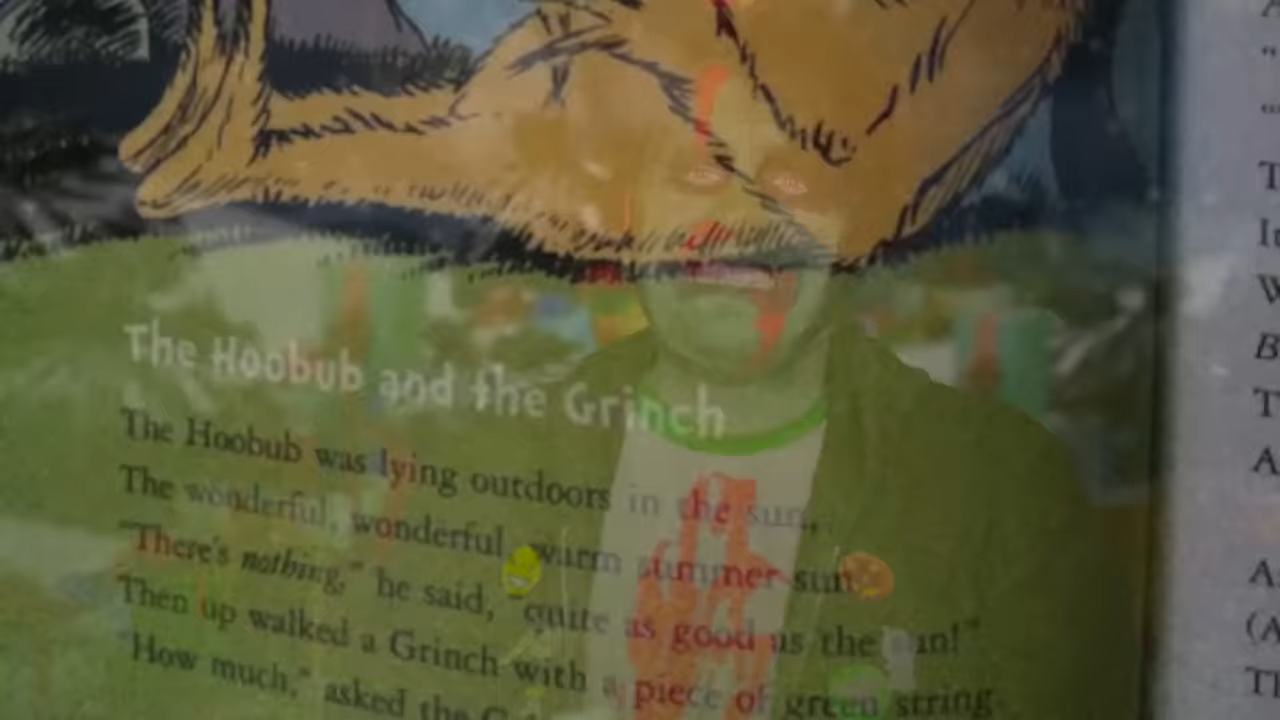 The Hoobub and the Grinch
The Hoobub was lying outdoors in the sun,
The wonderful, wonderful warm summer sun.
"There's nothing," he said, "quite as good as the sun!"
Then up walked a Grinch with a piece of green string.
"How much," asked the